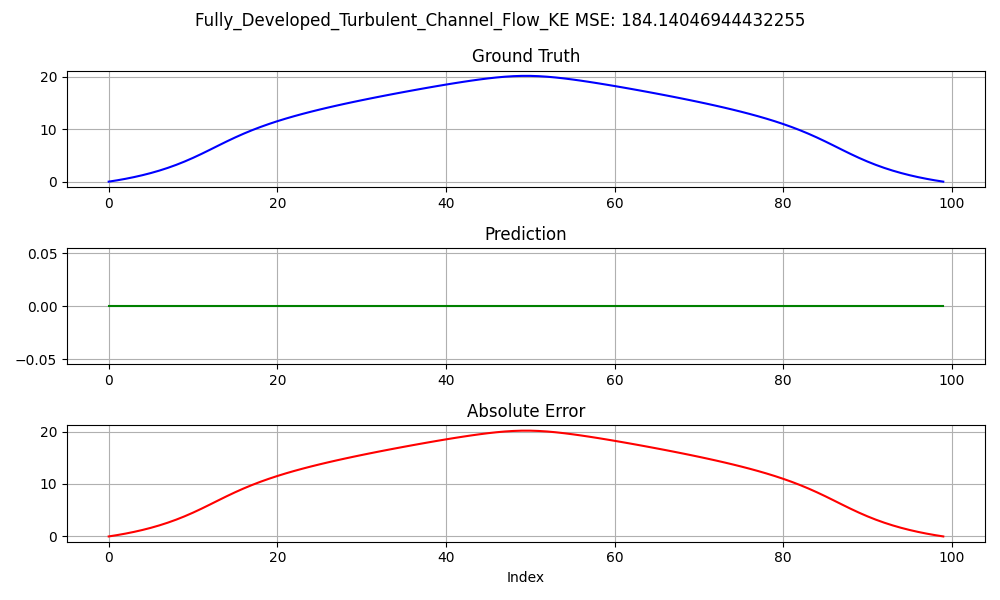 Fully_Developed_Turbulent_Channel_Flow_KE MSE: 184.14046944432255
Ground Truth
20
10
0
0 20 40 60 80 100
Prediction
0.05
0.00
−0.05
0 20 40 60 80 100
Absolute Error
20
10
0
0 20 40 60 80 100
Index